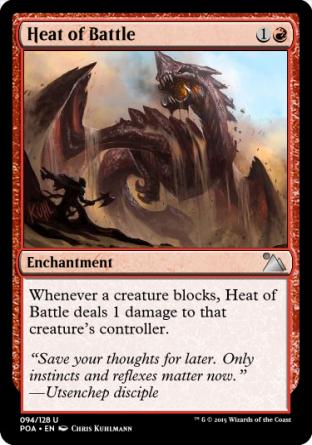 Heat of Battle 1
KUHL
Enchantment
Whenever a creature blocks, Heat of
Battle deals 1 damage to that
creature's controller.
“Save your thoughts for later. Only
instincts and reflexes matter now.”
—Utsenchep disciple
094/128 U
POA • EN Chris Kuhlmann
™ & © 2015 Wizards of the Coast